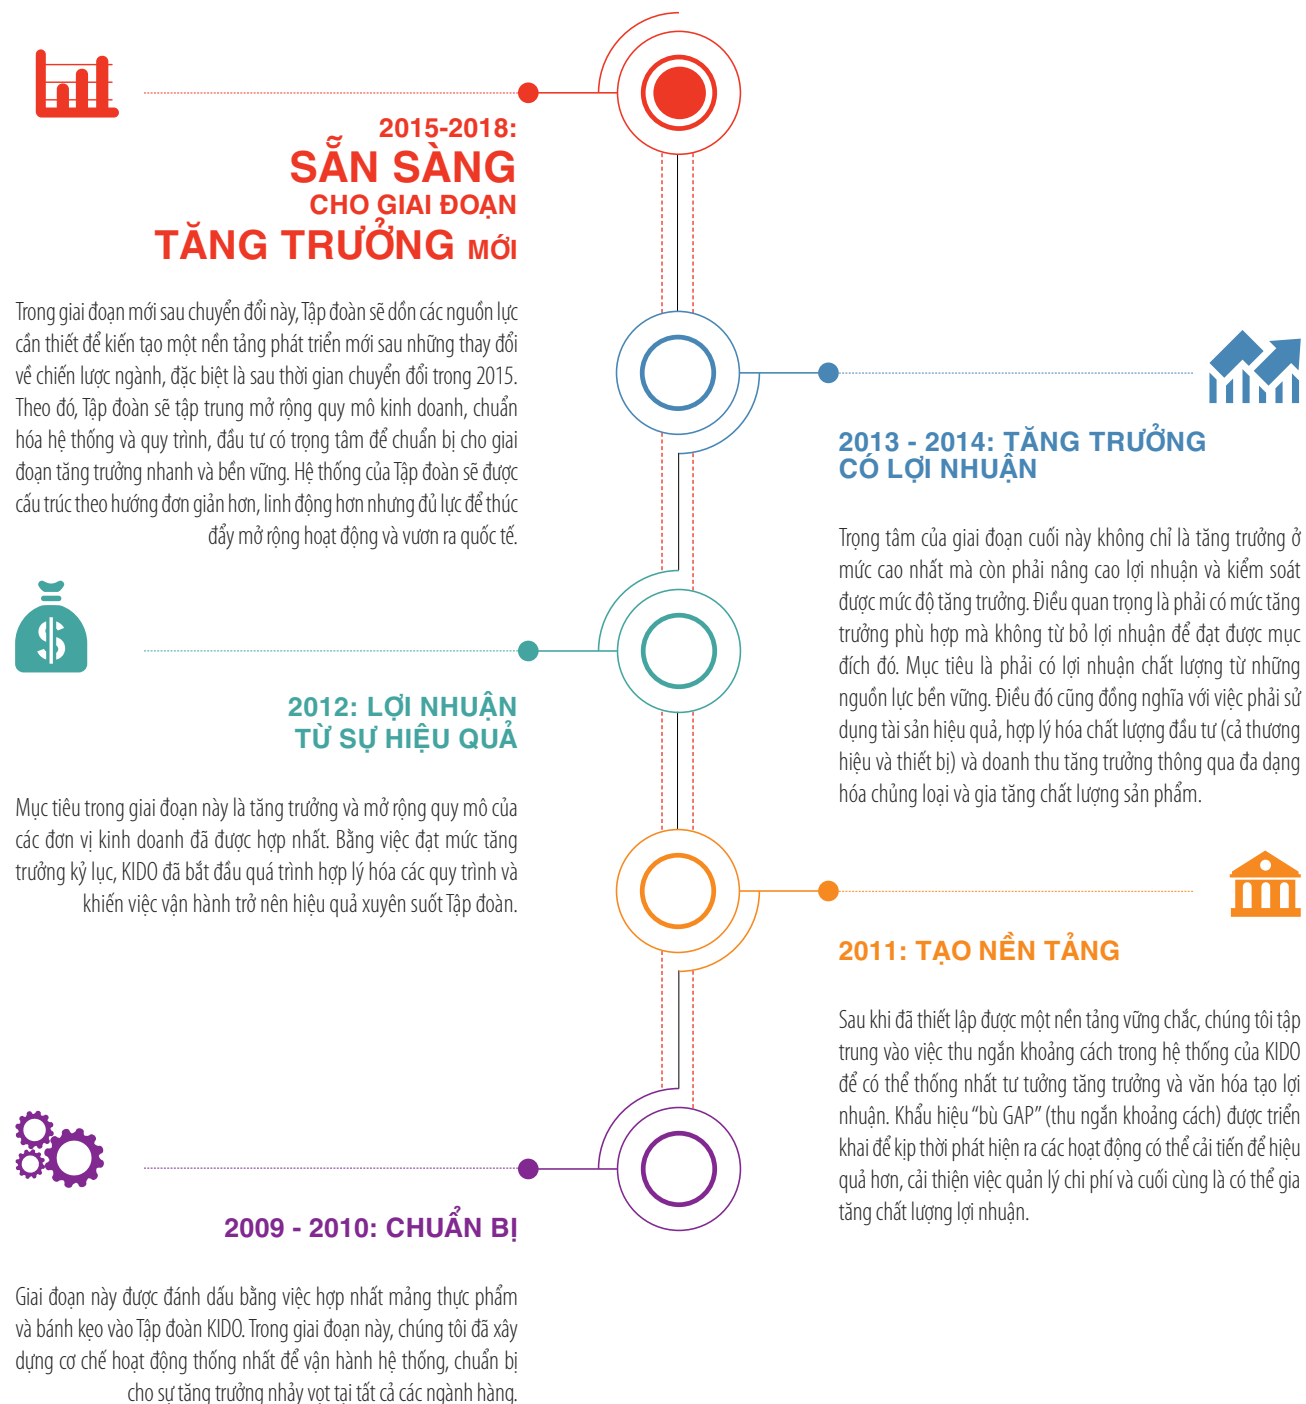 2015-2018:
SẴN SÀNG
CHO GIAI ĐOẠN
TĂNG TRƯỞNG MỚI
Trong giai đoạn mới sau chuyển đổi này, Tập đoàn sẽ dồn các nguồn lực
cần thiết để kiến tạo một nền tảng phát triển mới sau những thay đổi
về chiến lược ngành, đặc biệt là sau thời gian chuyển đổi trong 2015.
Theo đó, Tập đoàn sẽ tập trung mở rộng quy mô kinh doanh, chuẩn
hóa hệ thống và quy trình, đầu tư có trọng tâm để chuẩn bị cho giai
đoạn tăng trưởng nhanh và bền vững. Hệ thống của Tập đoàn sẽ được
cấu trúc theo hướng đơn giản hơn, linh động hơn nhưng đủ lực để thúc
đẩy mở rộng hoạt động và vươn ra quốc tế.
2013 - 2014: TĂNG TRƯỞNG
CÓ LỢI NHUẬN
Trọng tâm của giai đoạn cuối này không chỉ là tăng trưởng ở
mức cao nhất mà còn phải nâng cao lợi nhuận và kiểm soát
được mức độ tăng trưởng. Điều quan trọng là phải có mức tăng
trưởng phù hợp mà không từ bỏ lợi nhuận để đạt được mục
đích đó. Mục tiêu là phải có lợi nhuận chất lượng từ những
nguồn lực bền vững. Điều đó cũng đồng nghĩa với việc phải sử
dụng tài sản hiệu quả, hợp lý hóa chất lượng đầu tư (cả thương
hiệu và thiết bị) và doanh thu tăng trưởng thông qua đa dạng
hóa chủng loại và gia tăng chất lượng sản phẩm.
$
2012: LỢI NHUẬN
TỪ SỰ HIỆU QUẢ
Mục tiêu trong giai đoạn này là tăng trưởng và mở rộng quy mô của
các đơn vị kinh doanh đã được hợp nhất. Bằng việc đạt mức tăng
trưởng kỷ lục, KIDO đã bắt đầu quá trình hợp lý hóa các quy trình và
khiến việc vận hành trở nên hiệu quả xuyên suốt Tập đoàn.
2011: TẠO NỀN TẢNG
Sau khi đã thiết lập được một nền tảng vững chắc, chúng tôi tập
trung vào việc thu ngắn khoảng cách trong hệ thống của KIDO
để có thể thống nhất tư tưởng tăng trưởng và văn hóa tạo lợi
nhuận. Khẩu hiệu “bù GAP” (thu ngắn khoảng cách) được triển
khai để kịp thời phát hiện ra các hoạt động có thể cải tiến để hiệu
quả hơn, cải thiện việc quản lý chi phí và cuối cùng là có thể gia
tăng chất lượng lợi nhuận.
2009 - 2010: CHUẨN BỊ
Giai đoạn này được đánh dấu bằng việc hợp nhất mảng thực phẩm
và bánh kẹo vào Tập đoàn KIDO. Trong giai đoạn này, chúng tôi đã xây
dựng cơ chế hoạt động thống nhất để vận hành hệ thống, chuẩn bị
cho sự tăng trưởng nhảy vọt tại tất cả các ngành hàng.